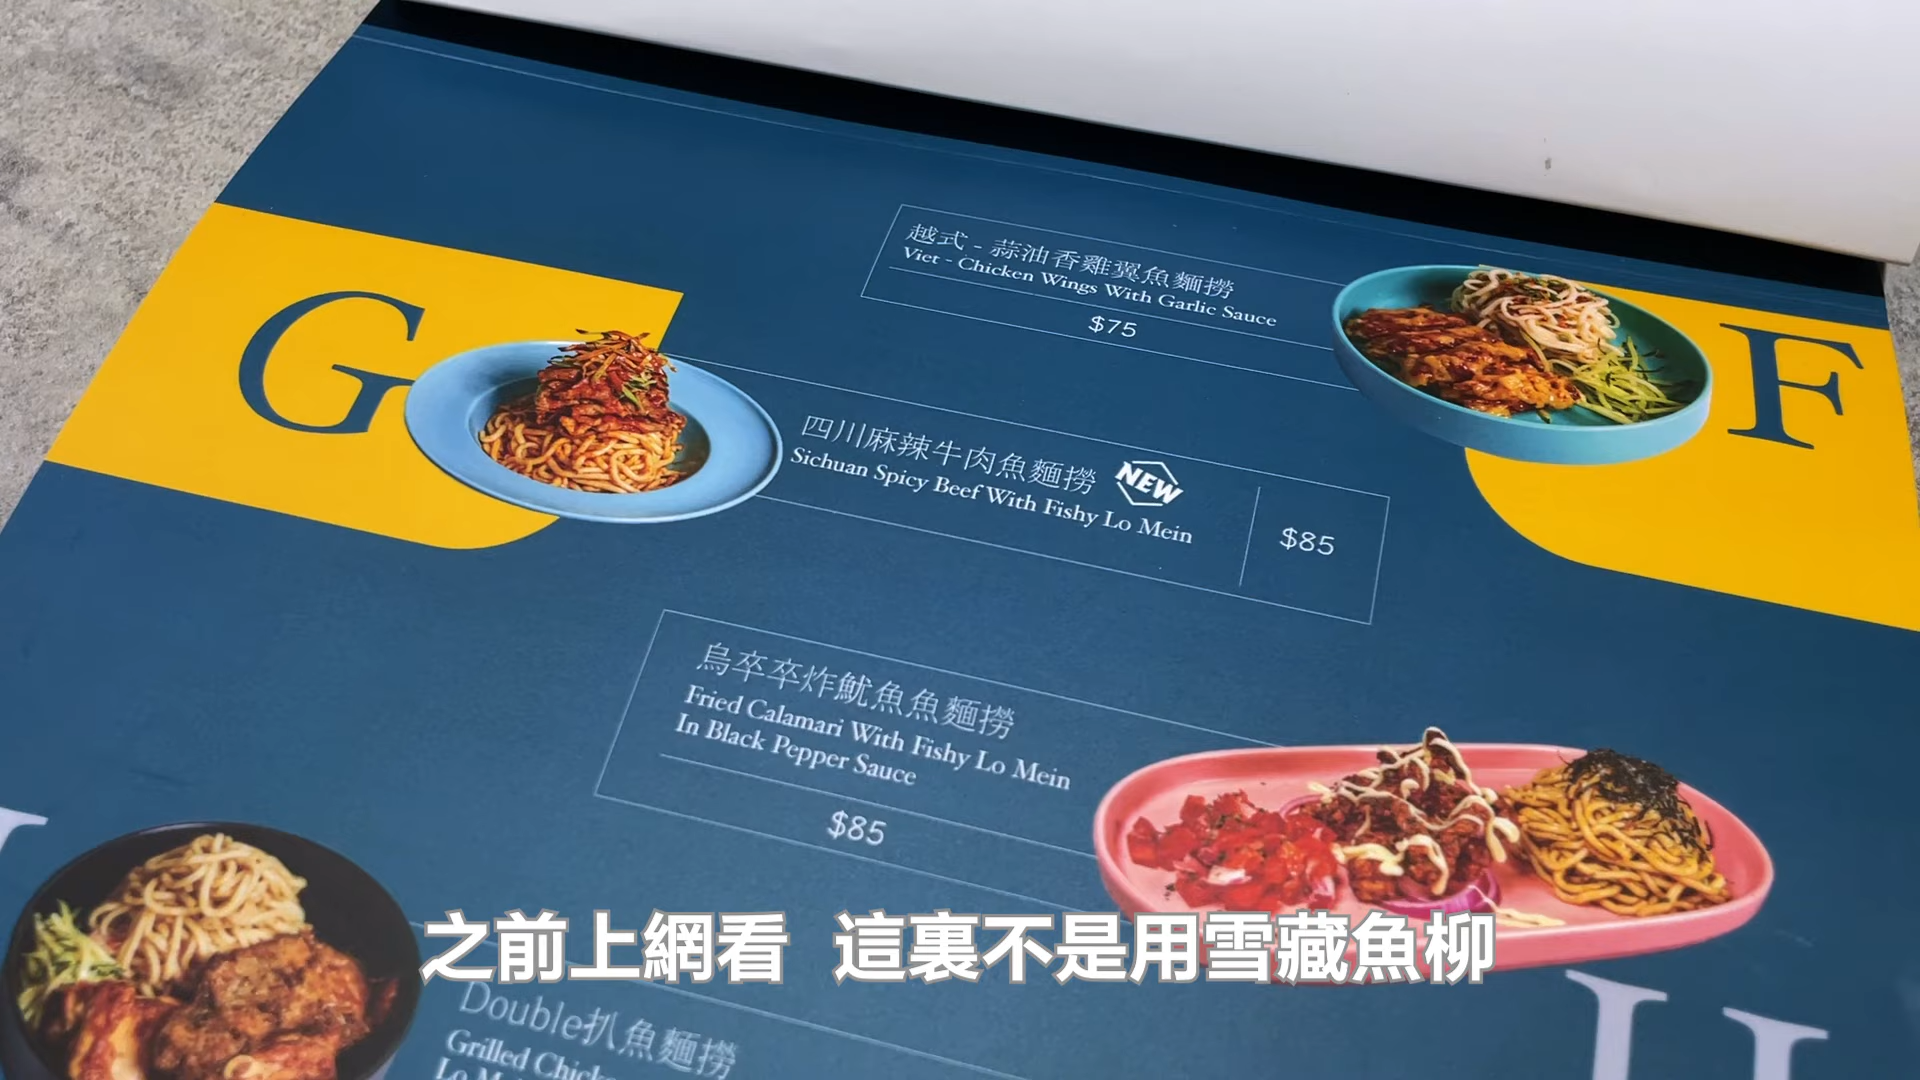 越式 - 蒜油香雞翼魚麵撈
Viet - Chicken Wings With Garlic Sauce
$75
F
G
四川麻辣牛肉魚麵撈 NEW
Sichuan Spicy Beef With Fishy Lo Mein
$85
烏卒卒炸魷魚魚麵撈
Fried Calamari With Fishy Lo Mein
In Black Pepper Sauce
$85
之前上網看 這裏不是用雪藏魚柳
Double扒魚麵撈
Grilled